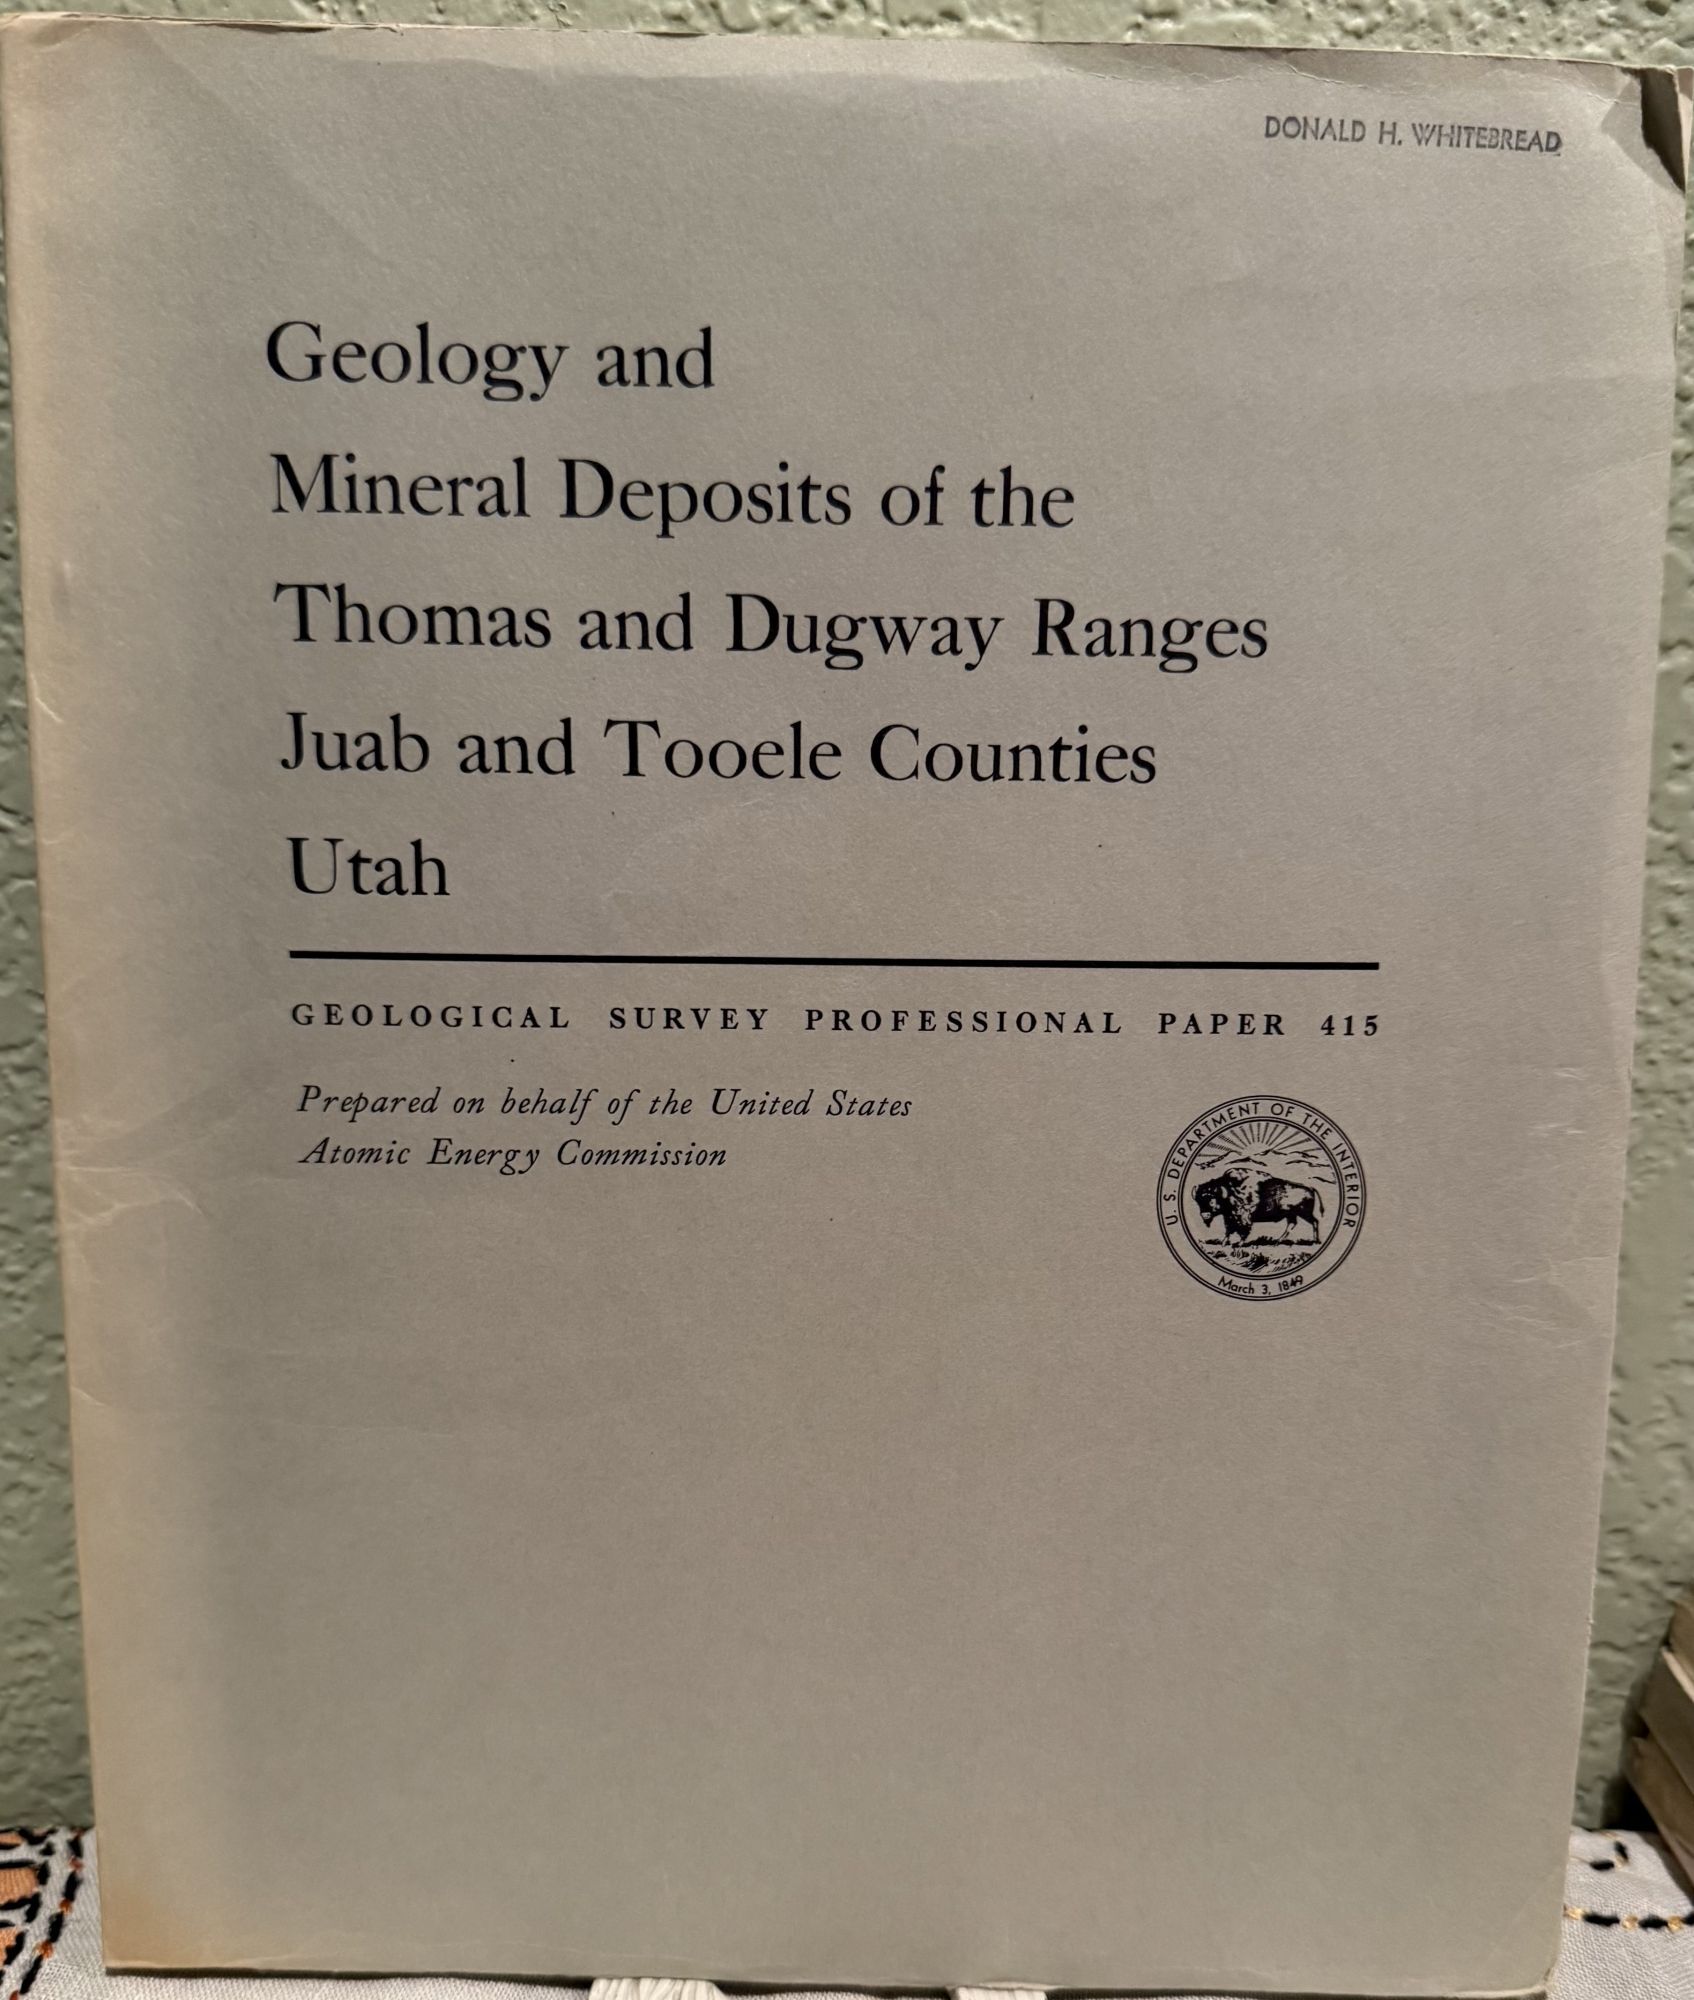 DONALD H. WHITEBREAD
Geology and
Mineral Deposits of the
Thomas and Dugway Ranges
Juab and Tooele Counties
Utah
GEOLOGICAL SURVEY PROFESSIONAL PAPER 415
Prepared on behalf of the United States
Atomic Energy Commission
U. S. DEPARTMENT OF THE INTERIOR
March 3, 1849